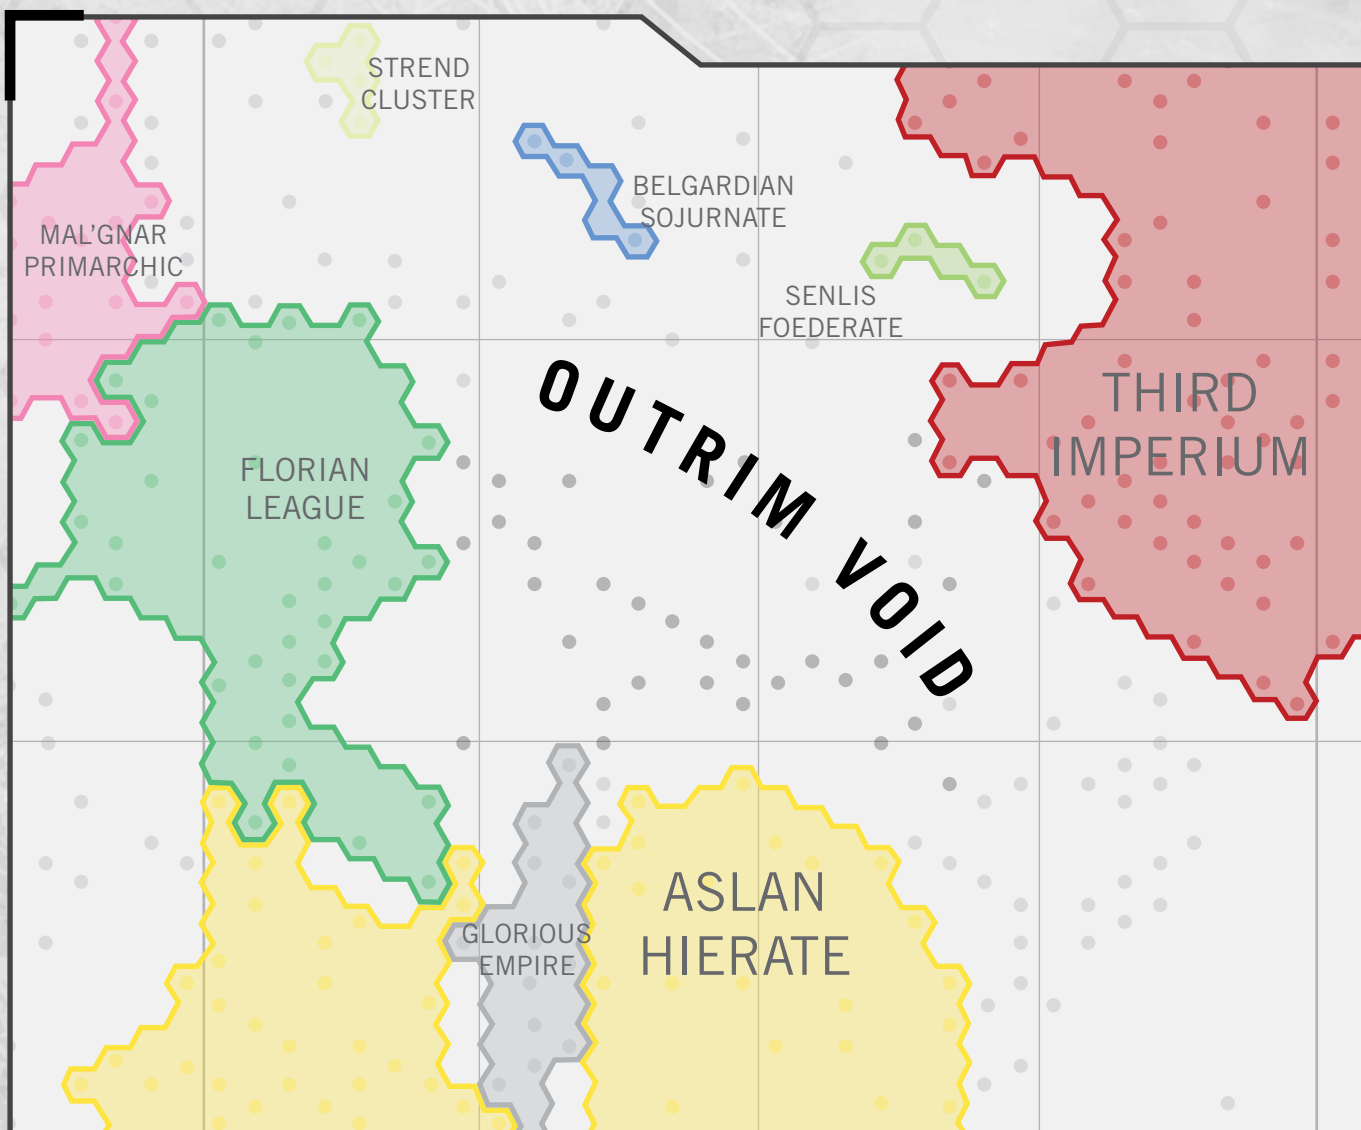 STREND
CLUSTER
BELGARDIAN
SOJURNATE
MAL'GNAR
PRIMARCHIC
SENLIS
FOEDERATE
OUTRIM VOID
THIRD
IMPERIUM
FLORIAN
LEAGUE
ASLAN
HIERATE
GLORIOUS
EMPIRE